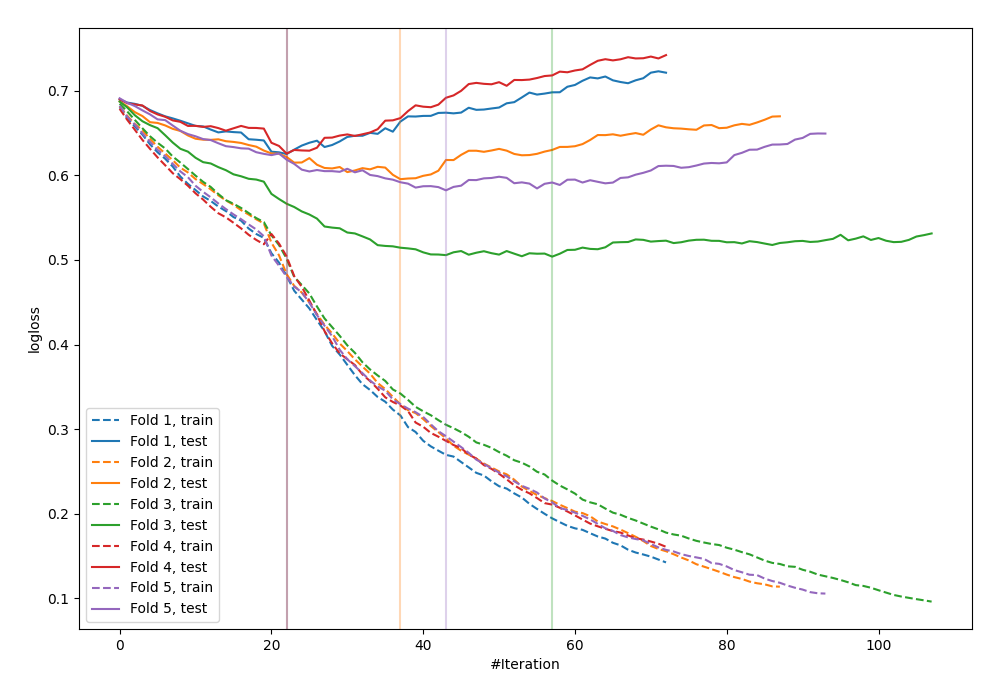 0.7
0.6
0.5
0.4
0.3
0.2
0.1
logloss
Fold 1, train
Fold 1, test
Fold 2, train
Fold 2, test
Fold 3, train
Fold 3, test
Fold 4, train
Fold 4, test
Fold 5, train
Fold 5, test
0 20 40 60 80 100
#Iteration